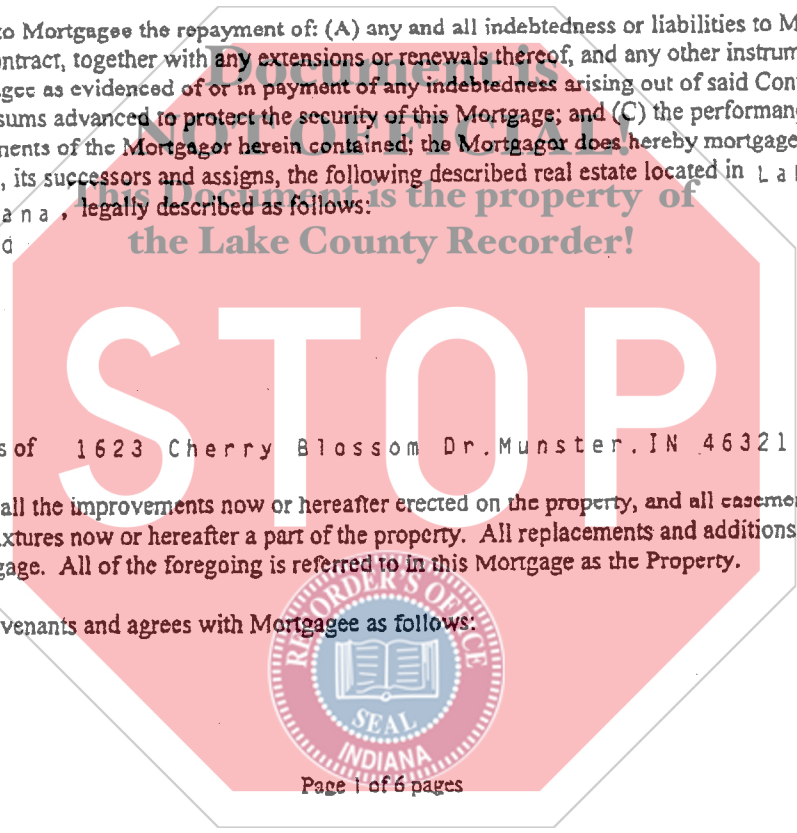 to Mortgagee the repayment of: (A) any and all indebtedness or liabilities to M
ontract, together with any extensions or renewals thereof, and any other instrum
gee as evidenced of or in payment of any indebtedness arising out of said Con
sums advanced to protect the security of this Mortgage; and (C) the performan
nents of the Mortgagor herein contained; the Mortgagor does hereby mortgage
, its successors and assigns, the following described real estate located in La
ana, legally described as follows:
d
Document is
NOT OFFICIAL!
This Document is the property of
the Lake County Recorder!
STOP
s of 1623 Cherry Blossom Dr. Munster, IN 46321
all the improvements now or hereafter erected on the property, and all easeme
xtures now or hereafter a part of the property. All replacements and additions
gage. All of the foregoing is referred to in this Mortgage as the Property.
venants and agrees with Mortgagee as follows:
RECORDER'S OFFICE
SEAL
INDIANA
Page 1 of 6 pages